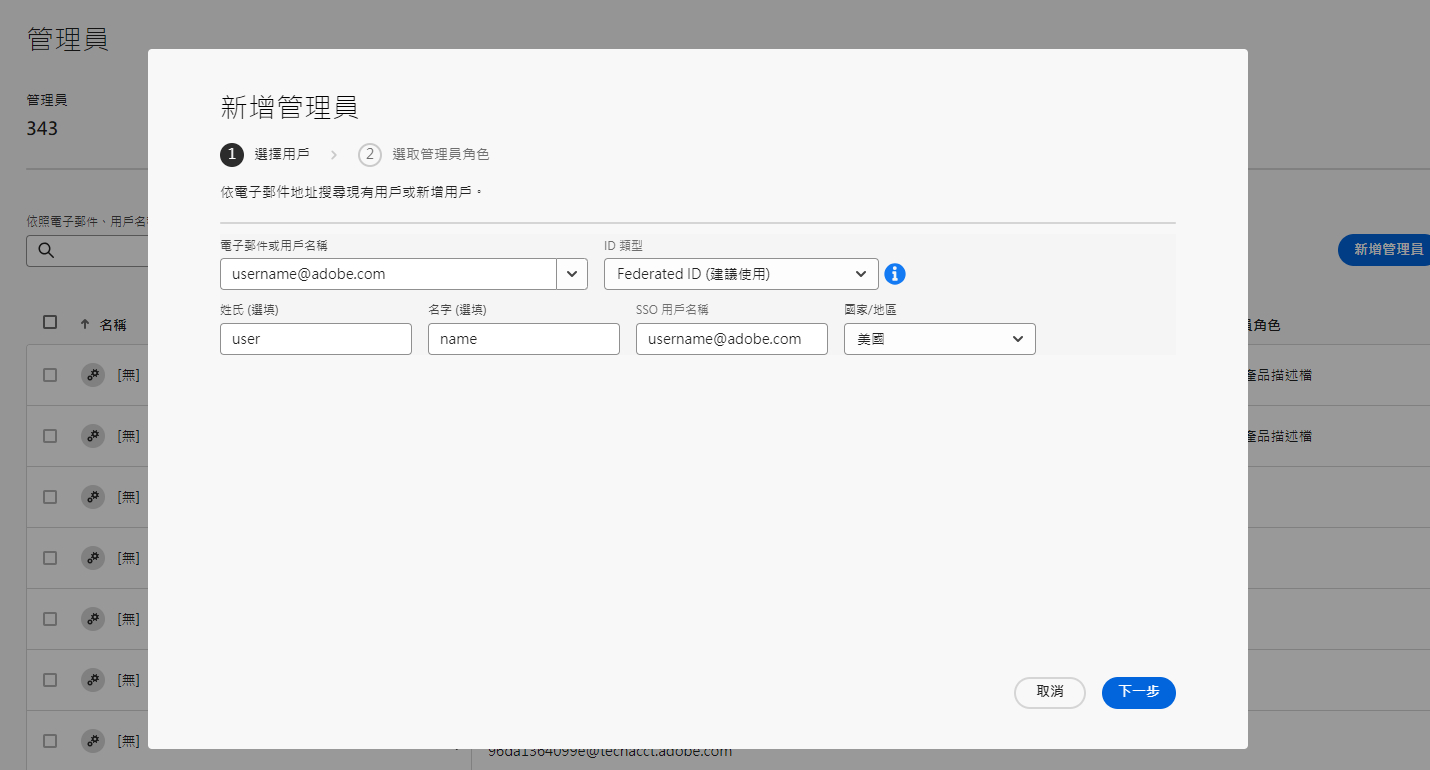 管理員
管理員
343
新增管理員
1 選擇用戶 2 選取管理員角色
依電子郵件地址搜尋現有用戶或新增用戶。
依照電子郵件、用戶名
新增管理員
電子郵件或用戶名稱 ID 類型
username@adobe.com Federated ID (建議使用)
姓氏 (選填) 名字 (選填) SSO 用戶名稱 國家/地區
user name username@adobe.com 美國
名稱 角色
[無] 產品描述檔
[無] 產品描述檔
[無]
[無]
[無]
[無]
取消 下一步
[無]
96da1364099e@techacct.adobe.com